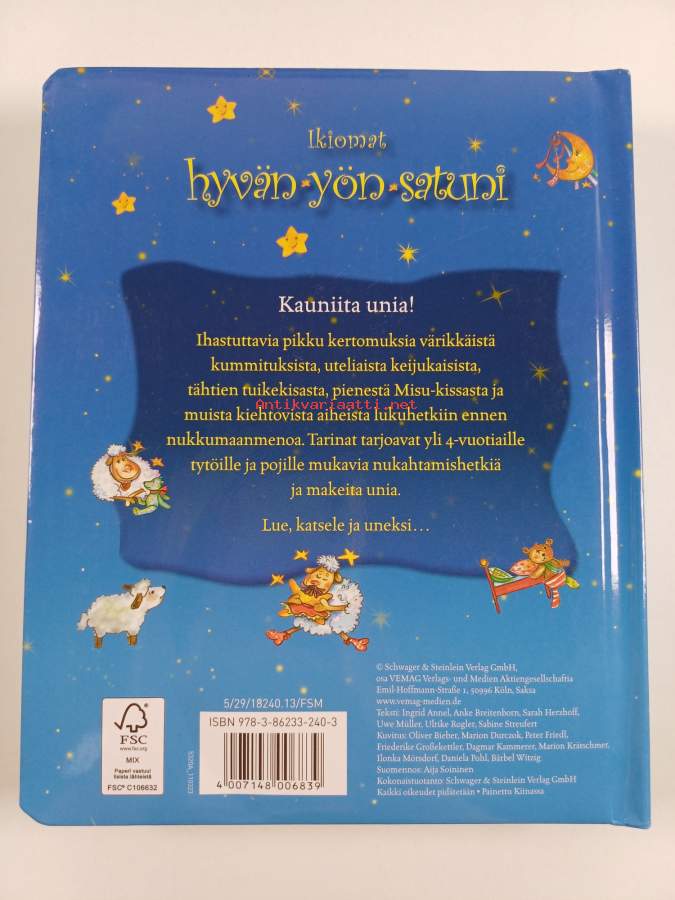 Ikiomat
hyvän-yön-satuni
Kauniita unia!
Ihastuttavia pikku kertomuksia värikkäistä
kummituksista, uteliaista keijukaisista,
tähtien tuikekisasta, pienestä Misu-kissasta ja
muista kiehtovista aiheista lukuhetkiin ennen
nukkumaanmenoa. Tarinat tarjoavat yli 4-vuotiaille
tytöille ja pojille mukavia nukahtamishetkiä
ja makeita unia.
Lue, katsele ja uneksi...
Antikvariaatti.net
© Schwager & Steinlein Verlag GmbH,
osa VEMAG Verlags- und Medien Aktiengesellschaftia
Emil-Hoffmann-Straße 1, 50996 Köln, Saksa
www.vemag-medien.de
Teksti: Ingrid Annel, Anke Breitenborn, Sarah Herzhoff,
Uwe Müller, Ulrike Rogler, Sabine Streufert
Kuvitus: Oliver Bieber, Marion Durczok, Peter Friedl,
Friederike Großekettler, Dagmar Kammerer, Marion Krätschmer,
Ilonka Mörsdorf, Daniela Pohl, Bärbel Witzig
Suomennos: Aija Soininen
Kokonaistuotanto: Schwager & Steinlein Verlag GmbH
Kaikki oikeudet pidätetään • Painettu Kiinassa
5/29/18240.13/FSM
ISBN 978-3-86233-240-3
4 007148 006839
FSC
www.fsc.org
MIX
Paperi vastuul
lisista lähteistä
FSC® C106632